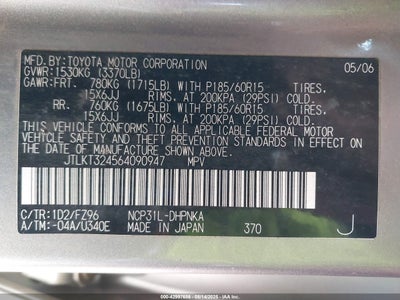 MFD.BY:TOYOTA MOTOR CORPORATION 05/06
GVWR:1530KG (3370LB)
GAWR:FRT. 780KG (1715LB) WITH P185/60R15 TIRES,
15X6JJ RIMS. AT 200KPA (29PSI) COLD
RR. 760KG (1675LB) WITH P185/60R15 TIRES,
15X6JJ RIMS. AT 200KPA (29PSI) COLD
THIS VEHICLE CONFORMS TO ALL APPLICABLE FEDERAL MOTOR
VEHICLE SAFETY AND THEFT PREVENTION STANDARDS IN EFFECT
ON THE DATE OF MANUFACTURE SHOWN ABOVE.
JTLKT324564090947 MPV
C/TR:1D2/FZ96 NCP31L-DHPNKA
A/TM:-04A/U340E MADE IN JAPAN 370 J